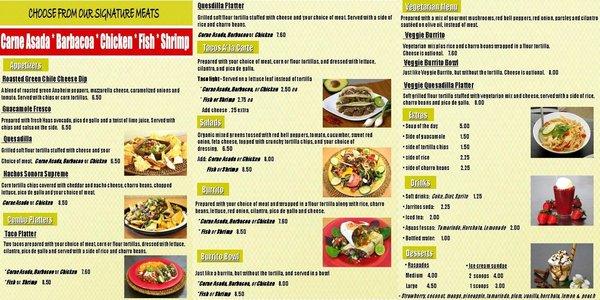 CHOOSE FROM OUR SIGNATURE MEATS
Carne Asada * Barbacoa * Chicken * Fish * Shrimp
Appetizers
Roasted Green Chile Cheese Dip
A blend of roasted green Anaheim peppers, mozzarella cheese, caramelized onions and
tomato. Served with chips or corn tortillas. 6.50
Guacamole Fresco
Prepared with fresh Haas avocado, pico de gallo and a twist of lime juice, Served with
chips and salsa on the side. 6.50
Quesadilla
Grilled soft flour tortilla stuffed with cheese and your
Choice of meat, Carne Asada, Barbacoa or Chicken 6.50
Nachos Sonora Supreme
Corn tortilla chips covered with cheddar and nacho cheese, charro beans, chopped
lettuce, pico de gallo and your choice of meat.
Carne Asada, Barbacoa or Chicken 8.50
Combo Platters
Taco Platter
Two tacos prepared with your choice of meat, corn or flour tortillas, dressed with lettuce,
cilantro, pico de gallo and served with a side of rice and charro beans.
* Carne Asada, Barbacoa or Chicken 7.60
* Fish or Shrimp 8.25
Quesdilla Platter
Grilled soft flour tortilla stuffed with cheese and your choice of meat. Served with a side of
rice and charro beans.
Carne Asada, Barbacoa or Chicken 7.60
Tacos A la Carte
Prepared with your choice of meat, corn or flour tortillas, and dressed with lettuce,
cilantro, and pico de gallo.
Taco light - Served on a lettuce leaf instead of tortilla
* Carne Asada, Barbacoa or Chicken 2.50 ea
* Fish or Shrimp 2.75 ea
Add cheese .25 extra
Salads
Organic mixed greens tossed with red bell peppers, tomato, cucumber, sweet red
onion, feta cheese, topped with crunchy tortilla chips, and your choice of
dressing. 6.50
Add: Carne Asada or Chicken 8.00
Fish or Shrimp 8.50
Burrito
Prepared with your choice of meat and wrapped in a flour tortilla along with rice, charro
beans, lettuce, red onion, cilantro, pico de gallo and cheese.
* Carne Asada, Barbacoa or Chicken
* Fish or Shrimp
Burrito Bowl
Just like a burrito, but without the tortilla, and served in a bowl
* Carne Asada, Barbacoa or Chicken 8.00
* Fish or Shrimp 8.50
Vegetarian Menu
Prepared with a mix of gourmet mushrooms, red bell peppers, red onion, parsley and cilantro
sautéed on olive oil, instead of meat.
Veggie Burrito
Vegetarian mix plus rice and charro beans wrapped in a flour tortilla.
Cheese is optional. 7.60
Veggie Burrito Bowl
Just like Veggie Burrito, but without the tortilla. Cheese is optional. 8.00
Veggie Quesadilla Platter
Soft grilled flour tortilla stuffed with vegetarian mix and cheese, served with a side of rice,
charro beans and pico de gallo. 8.00
Extras
• Soup of the day 5.00
• Side of guacamole 1.50
• side of tortilla chips 1.50
• side of rice 2.25
• side of charro beans 2.25
Drinks
• Soft drinks: Coke, Diet, Sprite 1.25
• Jarritos soda: 2.25
• Iced tea: 2.00
• Aguas fescas: Tamarindo, Horchata, Lemonade 2.00
• Bottled water: 1.00
Desserts
• Raspados • Ice cream sundae
Medium 4.00 2 scoops 4.00
Large 4.50 1 scoop 2.00
• Strawberry, coconut, mango, pineapple, tamarindo, plum, vanilla, horchata, lemon & peach